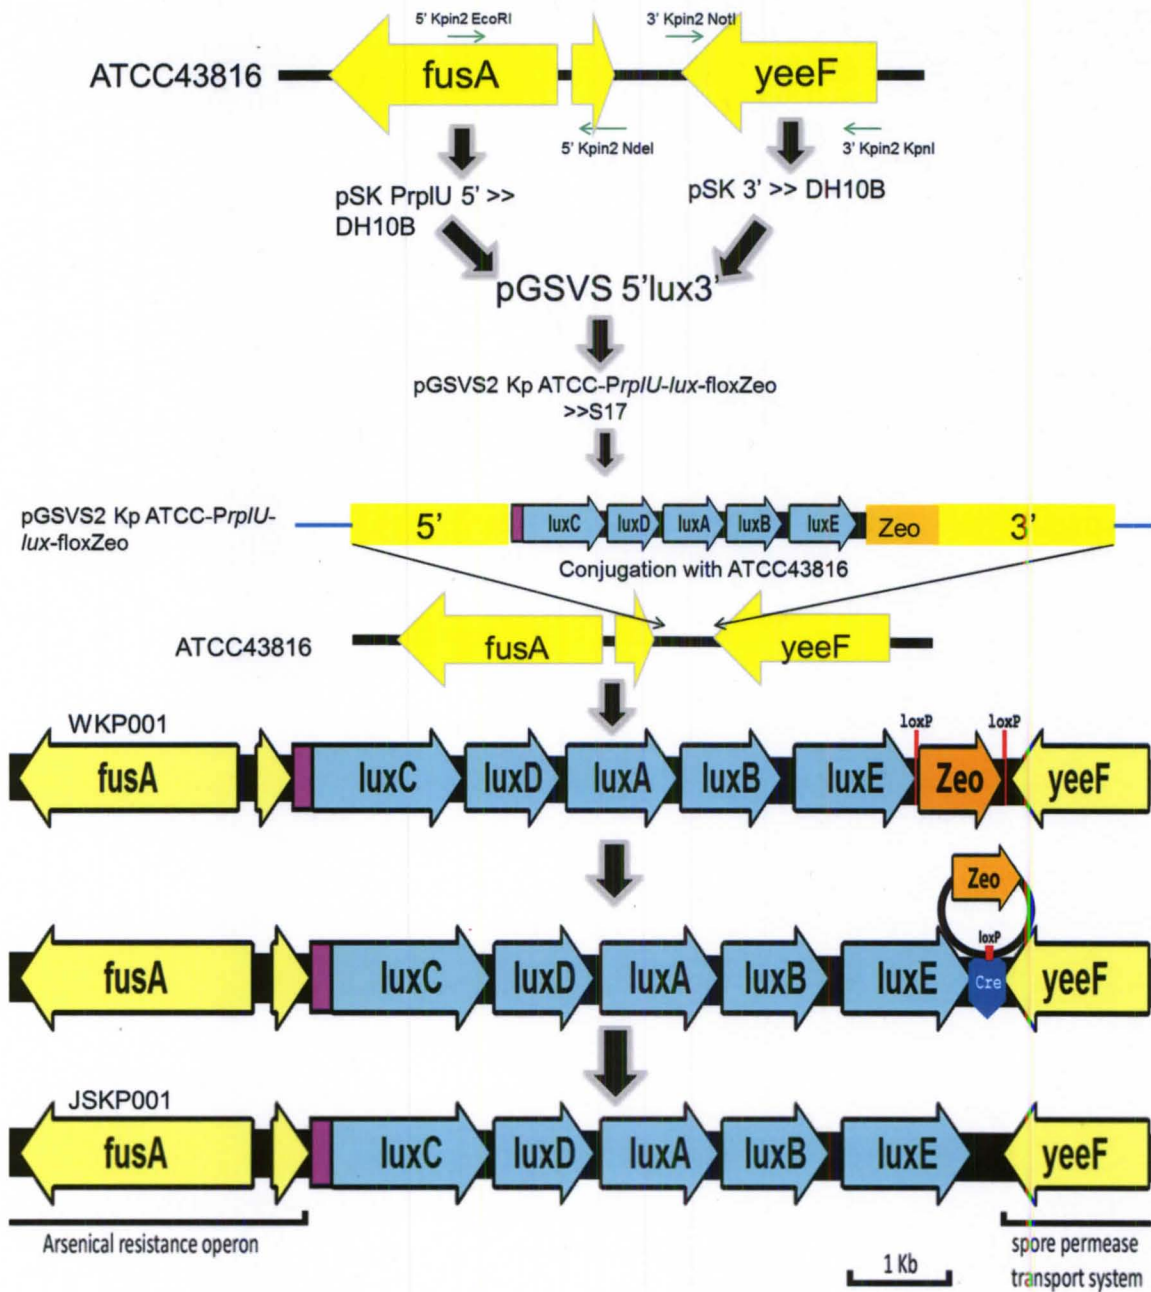 5' Kpin2 EcoRI
3' Kpin2 NotI
ATCC43816
fusA
yeeF
5' Kpin2 NdeI
3' Kpin2 KpnI
pSK PrplU 5' >>
DH10B
pSK 3' >> DH10B
pGSVS 5'lux3'
pGSVS2 Kp ATCC-PrplU-lux-floxZeo
>>S17
pGSVS2 Kp ATCC-PrplU-
lux-floxZeo
5'
luxC
luxD
luxA
luxB
luxE
Zeo
3'
Conjugation with ATCC43816
ATCC43816
fusA
yeeF
WKP001
loxP
loxP
fusA
luxC
luxD
luxA
luxB
luxE
Zeo
yeeF
Zeo
loxP
fusA
luxC
luxD
luxA
luxB
luxE
Cre
yeeF
JSKP001
fusA
luxC
luxD
luxA
luxB
luxE
yeeF
Arsenical resistance operon
1 Kb
spore permease
transport system